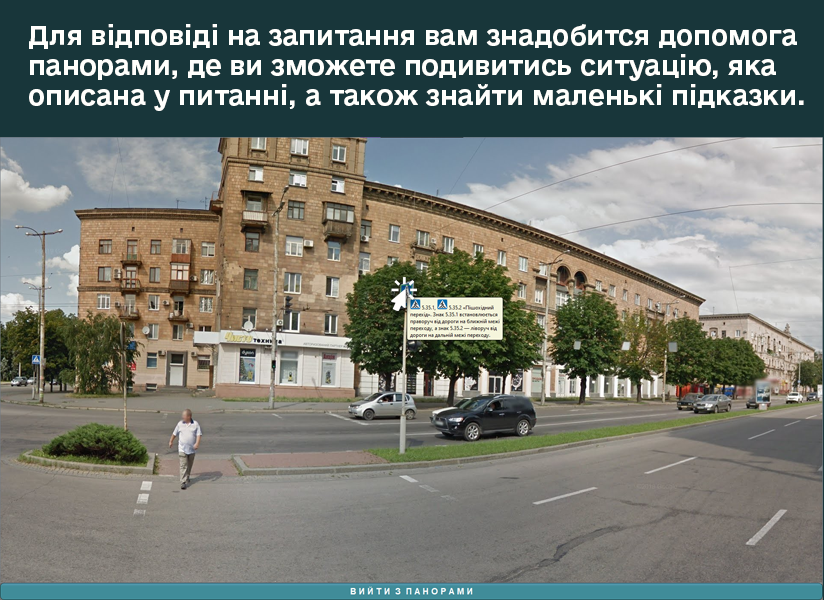 Для відповіді на запитання вам знадобится допомога
панорами, де ви зможете подивитись ситуацію, яка
описана у питанні, а також знайти маленькі підказки.
5.35.1, 5.35.2 «Пішохідний
перехід». Знак 5.35.1 встановлюється
праворуч від дороги на ближній межі
переходу, а знак 5.35.2 — ліворуч від
дороги на дальній межі переходу.
техника
ВИЙТИ З ПАНОРАМИ